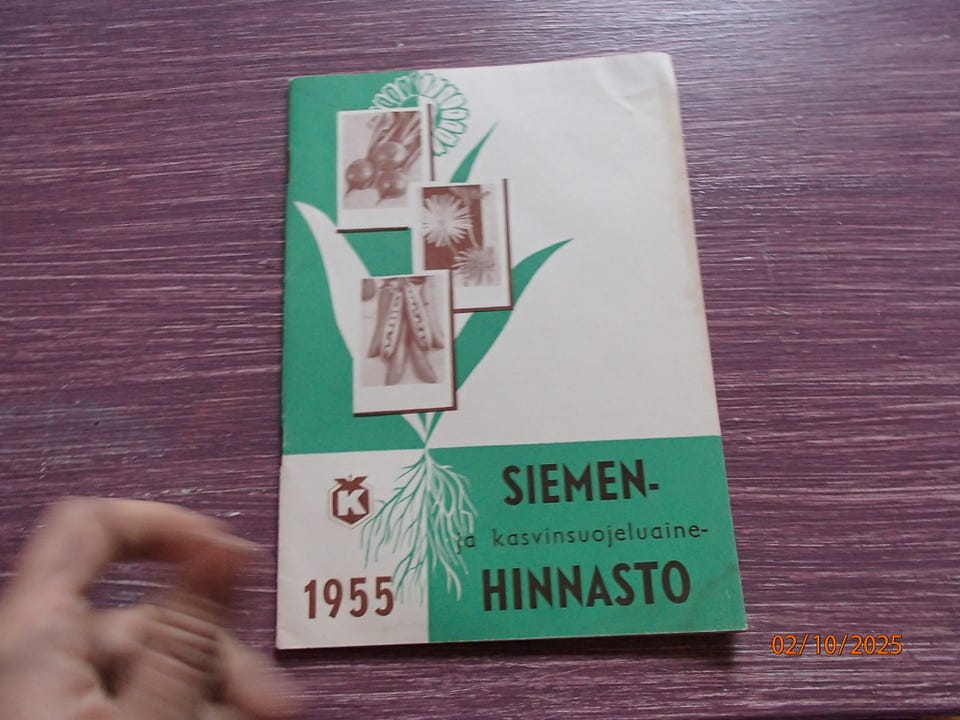 K
SIEMEN-
ja kasvinsuojeluaine-
HINNASTO
1955
02/10/2025